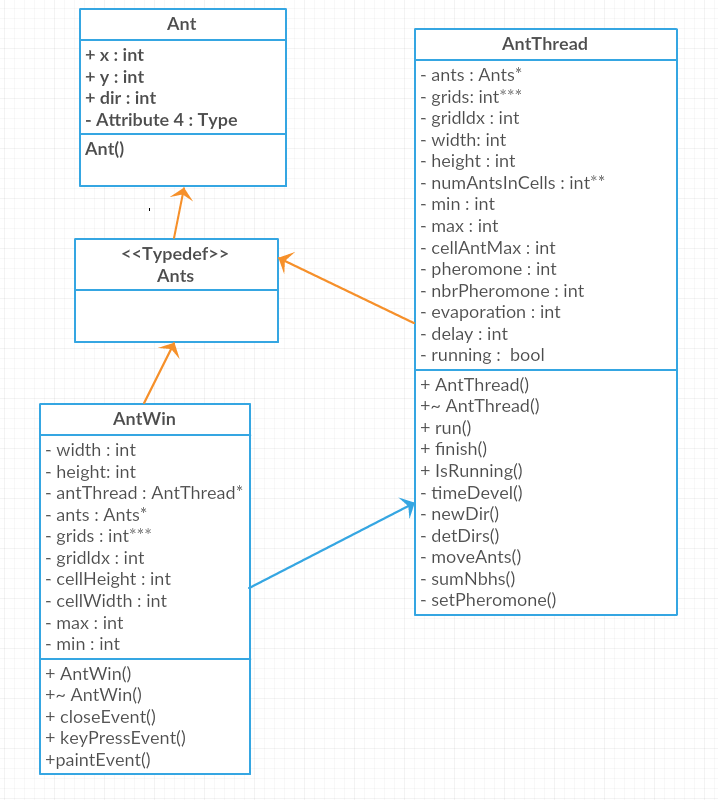 Ant
+ x : int
+ y : int
+ dir : int
- Attribute 4 : Type
Ant()
<<Typedef>>
Ants
AntWin
- width : int
- height: int
- antThread : AntThread*
- ants : Ants*
- grids : int***
- gridIdx : int
- cellHeight : int
- cellWidth : int
- max : int
- min : int
+ AntWin()
+~ AntWin()
+ closeEvent()
+ keyPressEvent()
+paintEvent()
AntThread
- ants : Ants*
- grids: int***
- gridIdx : int
- width: int
- height : int
- numAntsInCells : int**
- min : int
- max : int
- cellAntMax : int
- pheromone : int
- nbrPheromone : int
- evaporation : int
- delay : int
- running : bool
+ AntThread()
+~ AntThread()
+ run()
+ finish()
+ IsRunning()
- timeDevel()
- newDir()
- detDirs()
- moveAnts()
- sumNbhs()
- setPheromone()